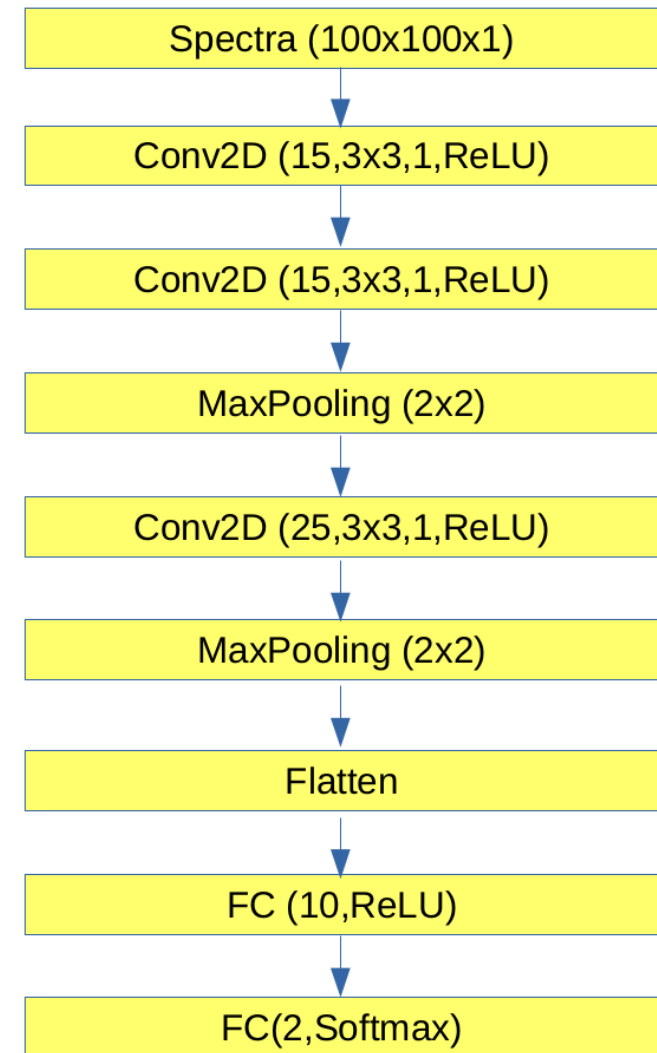 Spectra (100x100x1)
Conv2D (15,3x3,1,ReLU)
Conv2D (15,3x3,1,ReLU)
MaxPooling (2x2)
Conv2D (25,3x3,1,ReLU)
MaxPooling (2x2)
Flatten
FC (10,ReLU)
FC(2,Softmax)